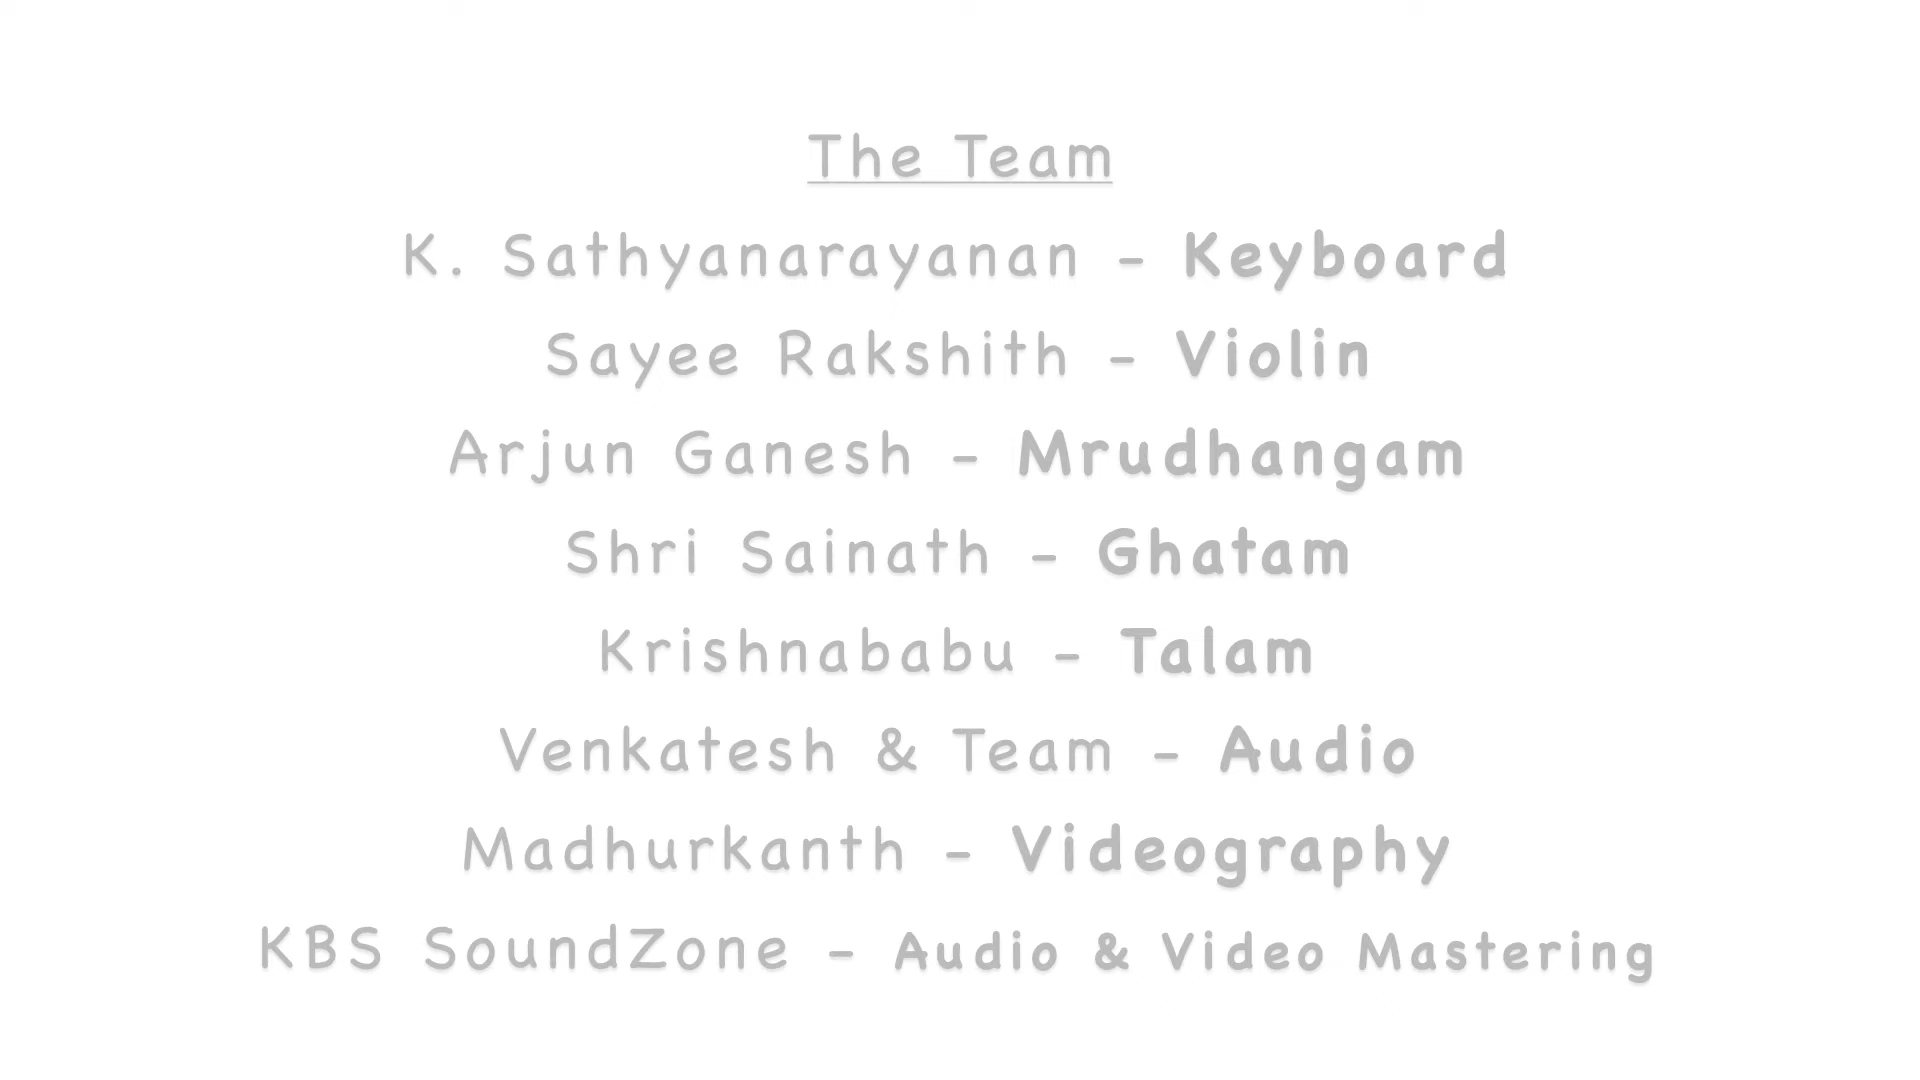 The Team
K. Sathyanarayanan - Keyboard
Sayee Rakshith - Violin
Arjun Ganesh - Mrudhangam
Shri Sainath - Ghatam
Krishnababu - Talam
Venkatesh & Team - Audio
Madhurkanth - Videography
KBS SoundZone - Audio & Video Mastering